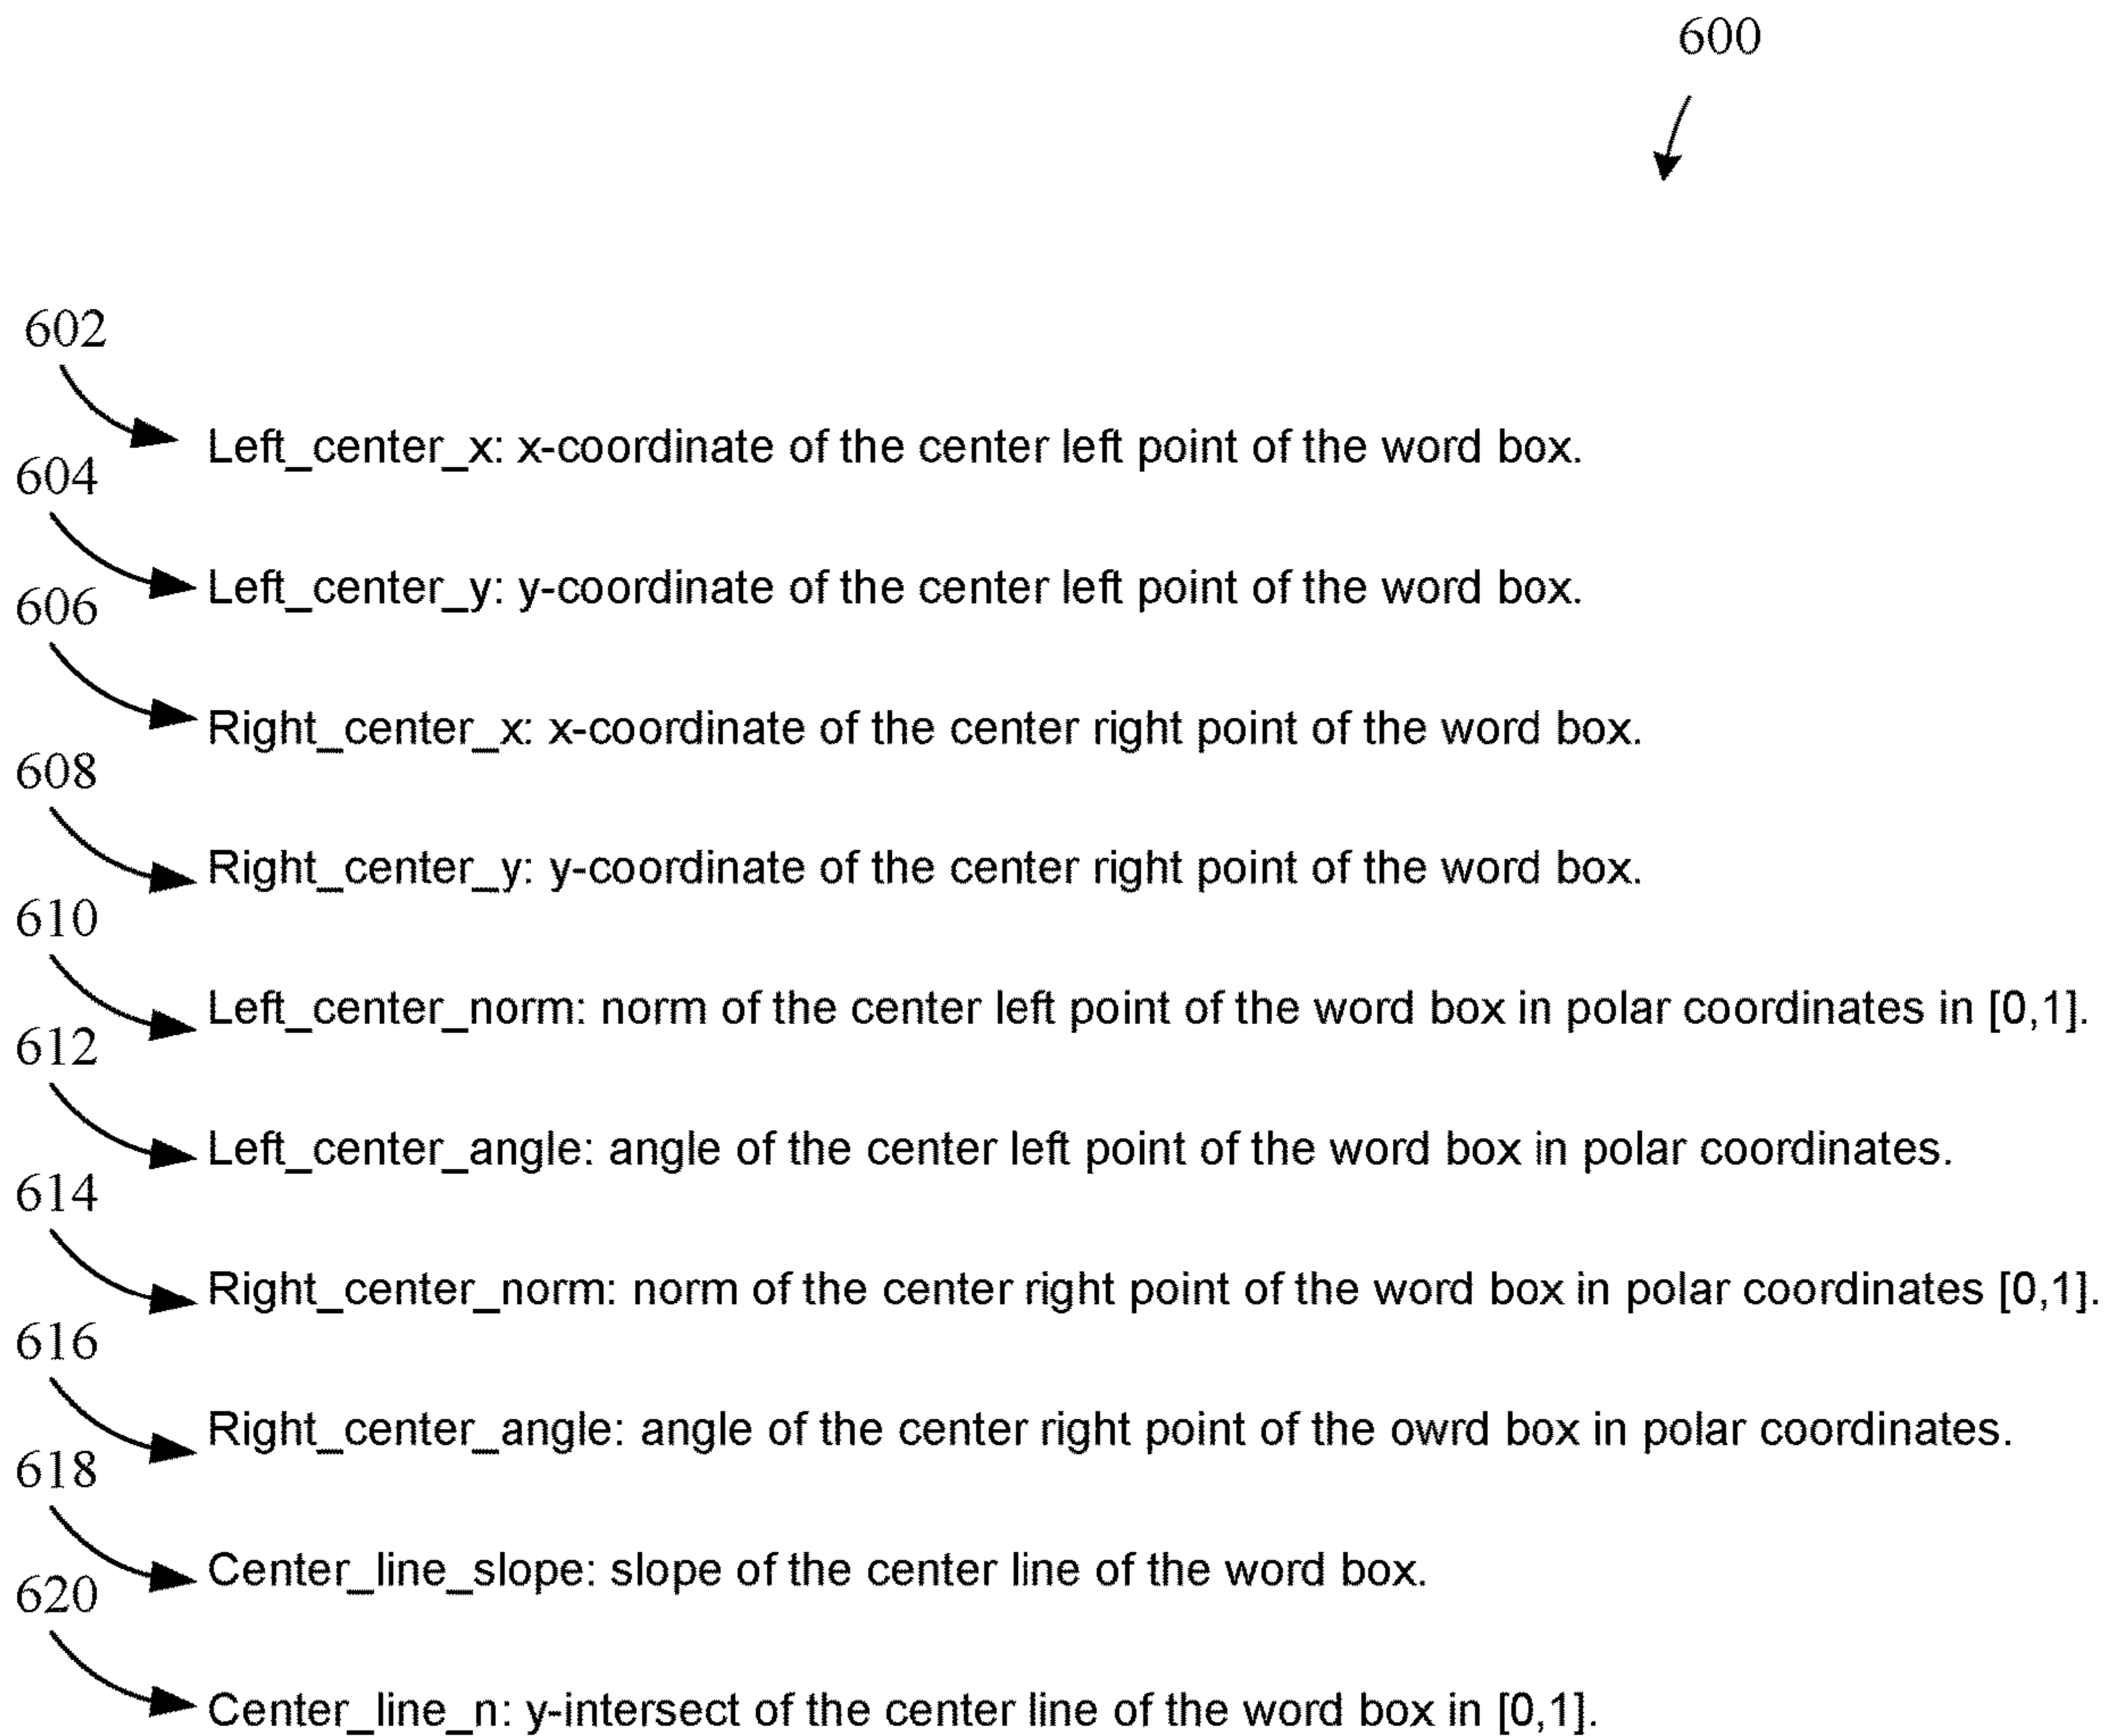 600
602
Left_center_x: x-coordinate of the center left point of the word box.
604
Left_center_y: y-coordinate of the center left point of the word box.
606
Right_center_x: x-coordinate of the center right point of the word box.
608
Right_center_y: y-coordinate of the center right point of the word box.
610
Left_center_norm: norm of the center left point of the word box in polar coordinates in [0,1].
612
Left_center_angle: angle of the center left point of the word box in polar coordinates.
614
Right_center_norm: norm of the center right point of the word box in polar coordinates [0,1].
616
Right_center_angle: angle of the center right point of the owrd box in polar coordinates.
618
Center_line_slope: slope of the center line of the word box.
620
Center_line_n: y-intersect of the center line of the word box in [0,1].